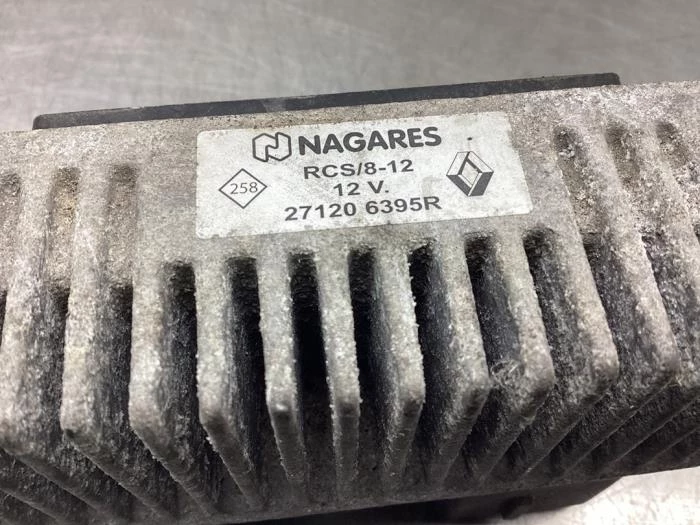 NAGARES
RCS/8-12
258
12 V.
27120 6395R